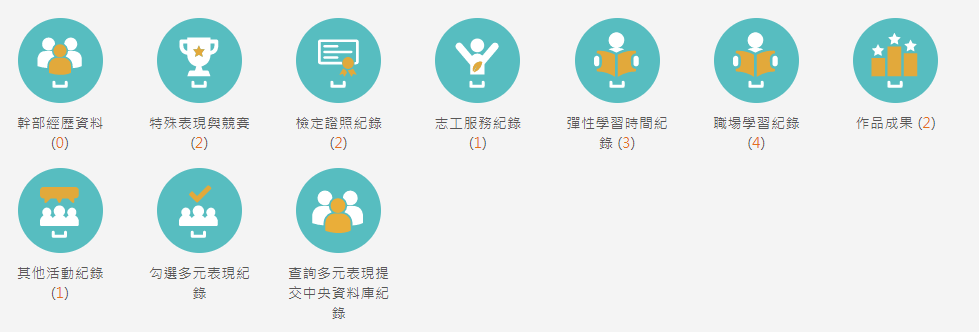 幹部經歷資料
(0)
特殊表現與競賽
(2)
檢定證照紀錄
(2)
志工服務紀錄
(1)
彈性學習時間紀
錄 (3)
職場學習紀錄
(4)
作品成果 (2)
其他活動紀錄
(1)
勾選多元表現紀
錄
查詢多元表現提
交中央資料庫紀
錄